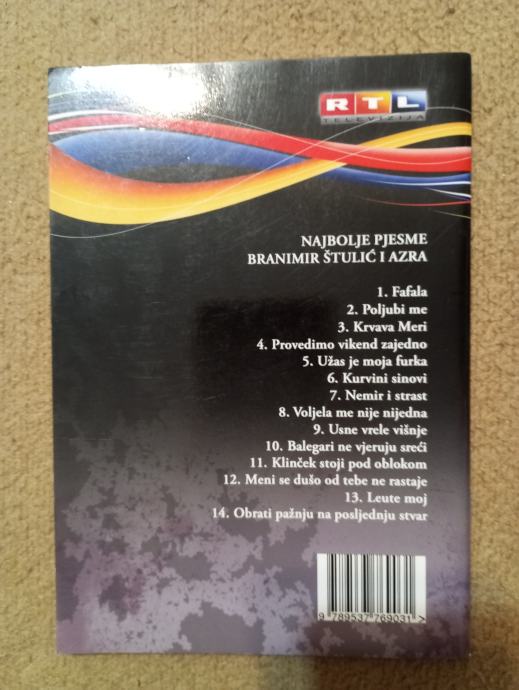 RTL
TELEVIZIJA
NAJBOLJE PJESME
BRANIMIR ŠTULIĆ I AZRA
1. Fafala
2. Poljubi me
3. Krvava Meri
4. Provedimo vikend zajedno
5. Užas je moja furka
6. Kurvini sinovi
7. Nemir i strast
8. Voljela me nije nijedna
9. Usne vrele višnje
10. Balegari ne vjeruju sreći
11. Klinček stoji pod oblokom
12. Meni se dušo od tebe ne rastaje
13. Leute moj
14. Obrati pažnju na posljednju stvar
9 789537 769031 >